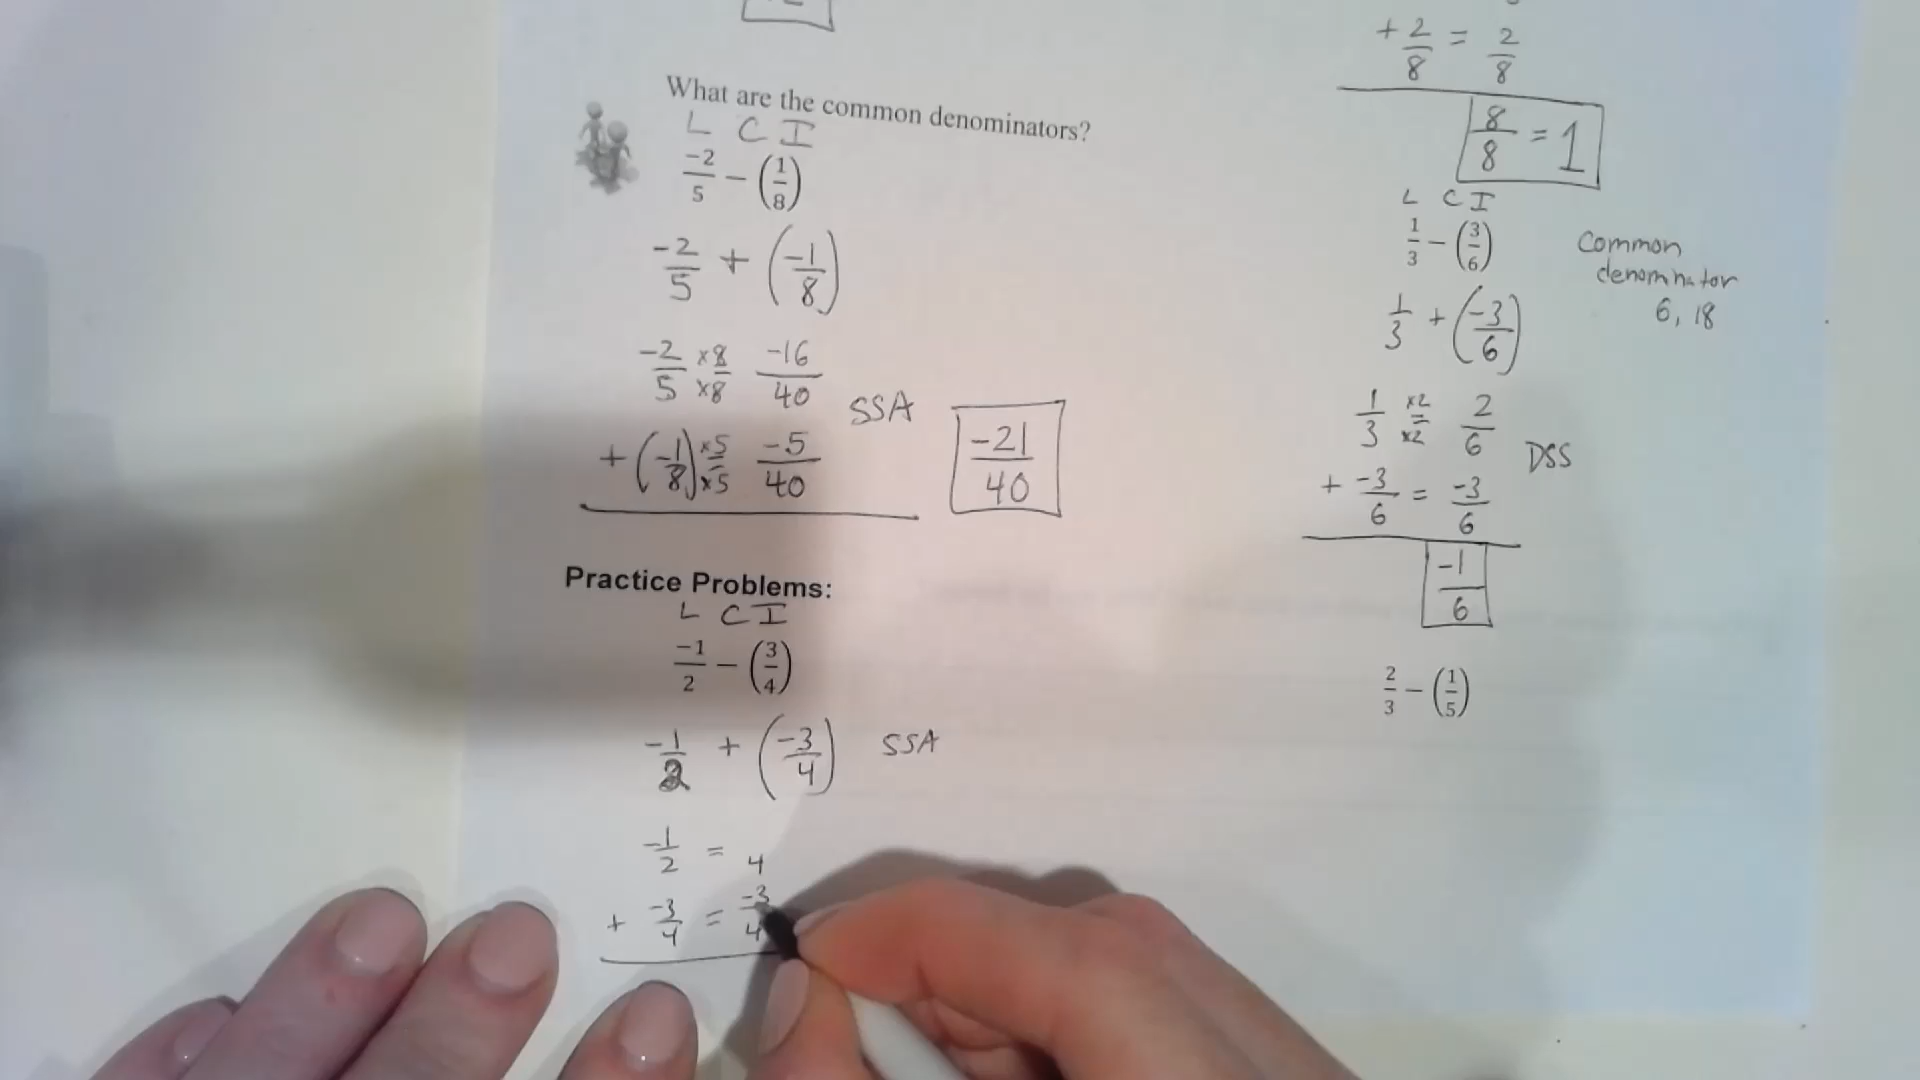 What are the common denominators?
L C I
-2/5 - (1/8)
-2/5 + (-1/8)
-2/5 ×8/×8 -16/40
SSA
+ (-1/8) ×5/×5 -5/40
-21/40
Practice Problems:
L C I
-1/2 - (3/4)
-1/2 + (-3/4) SSA
-1/2 = 4
+ -3/4 = -3/4
+ 2/8 = 2/8
8/8 = 1
L C I
1/3 - (3/6)
Common
denominator
6, 18
1/3 + (-3/6)
1/3 ×2/×2 2/6
DSS
+ -3/6 = -3/6
-1/6
2/3 - (1/5)